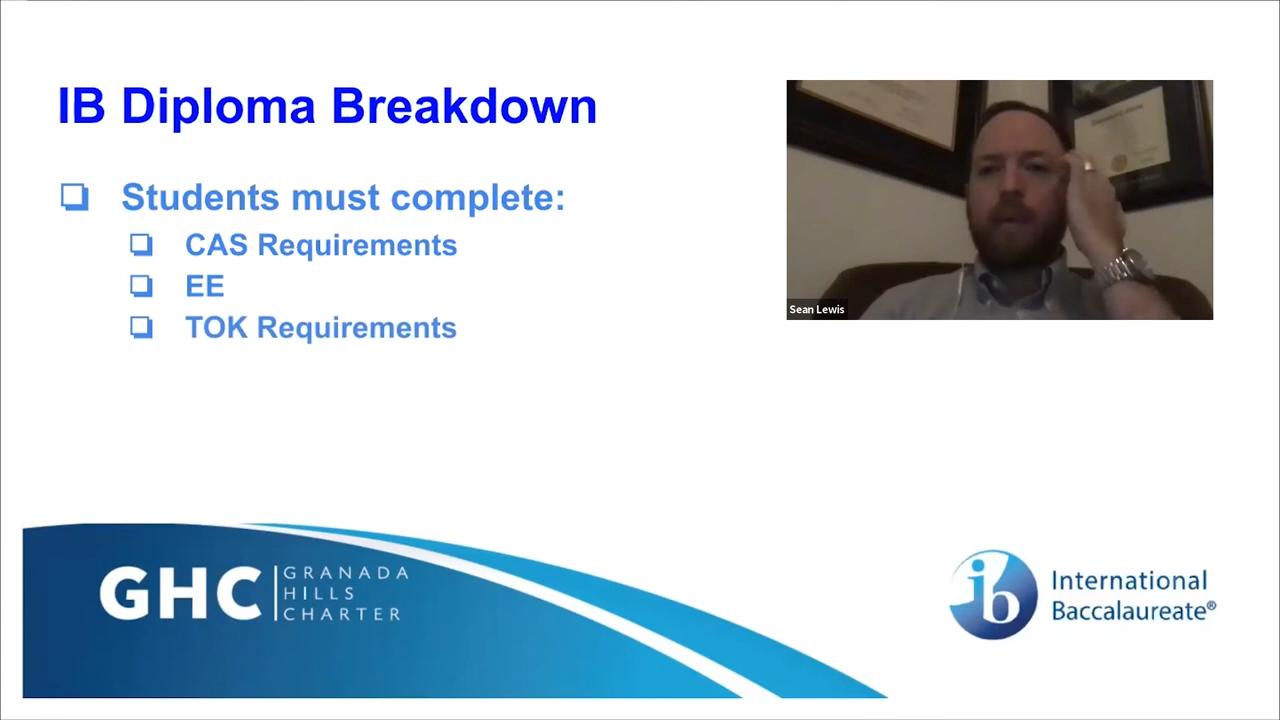 IB Diploma Breakdown
Students must complete:
CAS Requirements
EE
TOK Requirements
Sean Lewis
GHC
GRANADA
HILLS
CHARTER
ib
International
Baccalaureate®